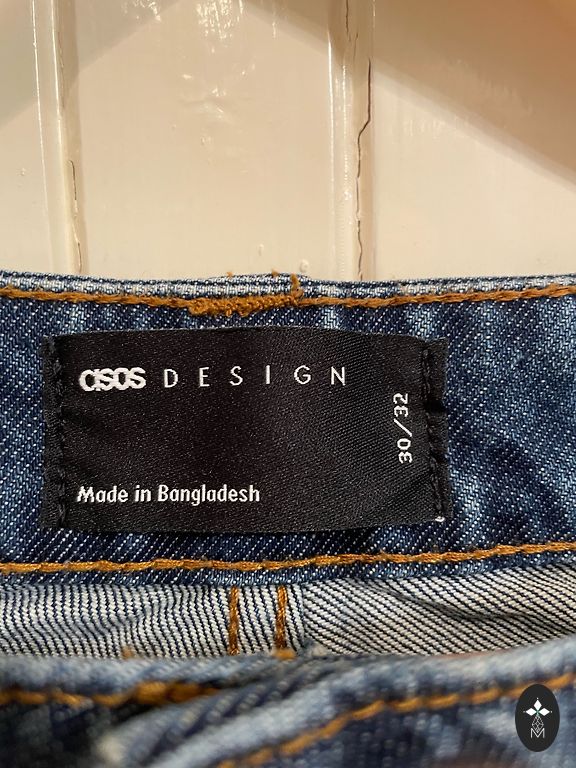 asos DESIGN
30/32
Made in Bangladesh
M